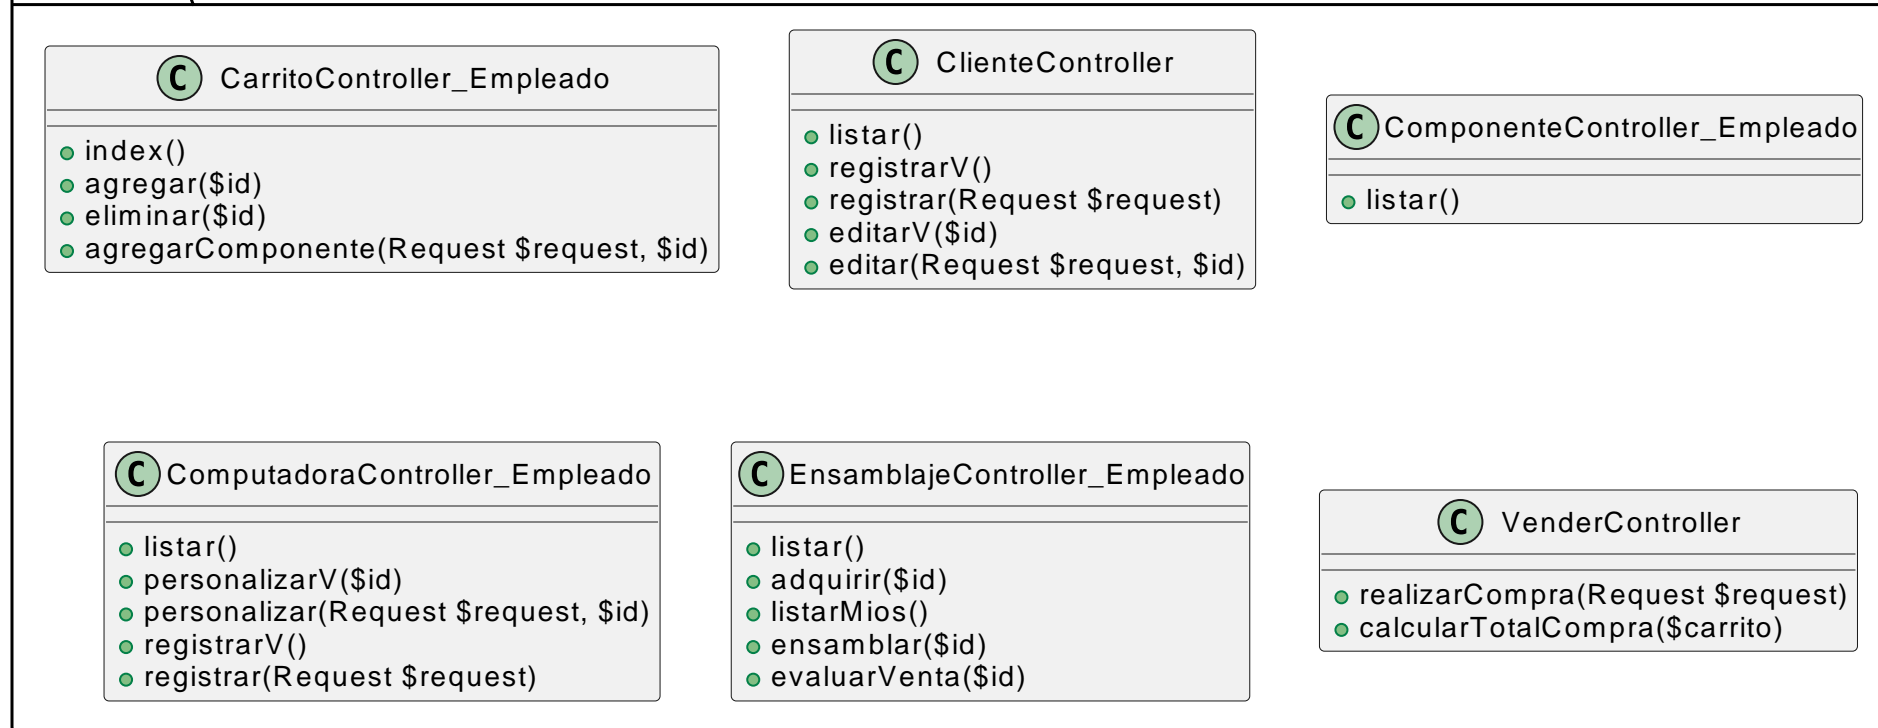 C CarritoController_Empleado
index()
agregar($id)
eliminar($id)
agregarComponente(Request $request, $id)
C ClienteController
listar()
registrarV()
registrar(Request $request)
editarV($id)
editar(Request $request, $id)
C ComponenteController_Empleado
listar()
C ComputadoraController_Empleado
listar()
personalizarV($id)
personalizar(Request $request, $id)
registrarV()
registrar(Request $request)
C EnsamblajeController_Empleado
listar()
adquirir($id)
listarMios()
ensamblar($id)
evaluarVenta($id)
C VenderController
realizarCompra(Request $request)
calcularTotalCompra($carrito)